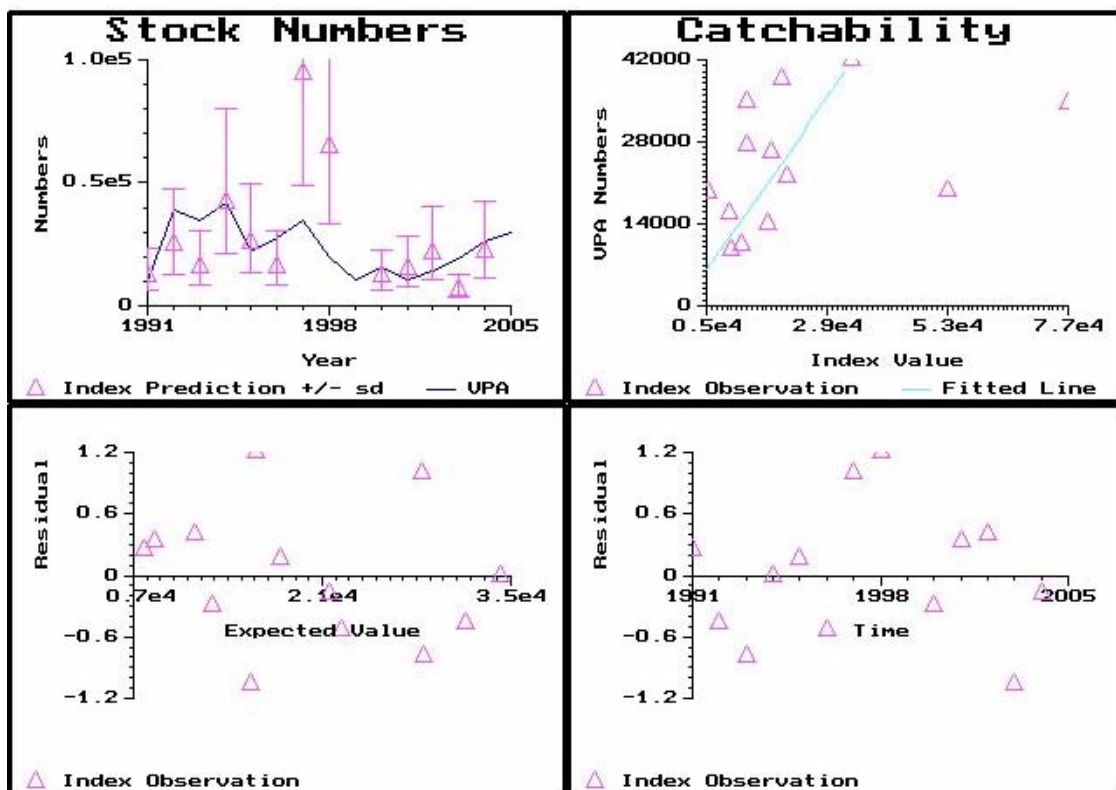 Stock Numbers
1.0e5
0.5e5
0
Numbers
1991 1998 2005
Year
Index Prediction +/- sd VPA
Catchability
42000
28000
14000
0
VPA Numbers
0.5e4 2.9e4 5.3e4 7.7e4
Index Value
Index Observation Fitted Line
1.2
0.6
0
-0.6
-1.2
Residual
0.7e4 2.1e4 3.5e4
Expected Value
Index Observation
1.2
0.6
0
-0.6
-1.2
Residual
1991 1998 2005
Time
Index Observation